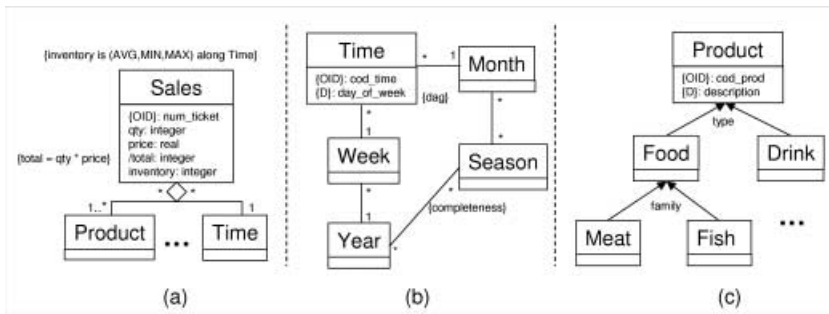 {inventory is (AVG,MIN,MAX) along Time}
Sales
{OID}: num_ticket
qty: integer
price: real
/total: integer
inventory: integer
{total = qty * price}
* *
1..* 1
Product ... Time
(a)
Time
{OID}: cod_time
{D}: day_of_week
* 1
Month
{dag}
*
1
Week
*
*
Season
*
1
Year
*
*
{completeness}
(b)
Product
{OID}: cod_prod
{D}: description
type
Food
Drink
family
Meat
Fish
...
(c)